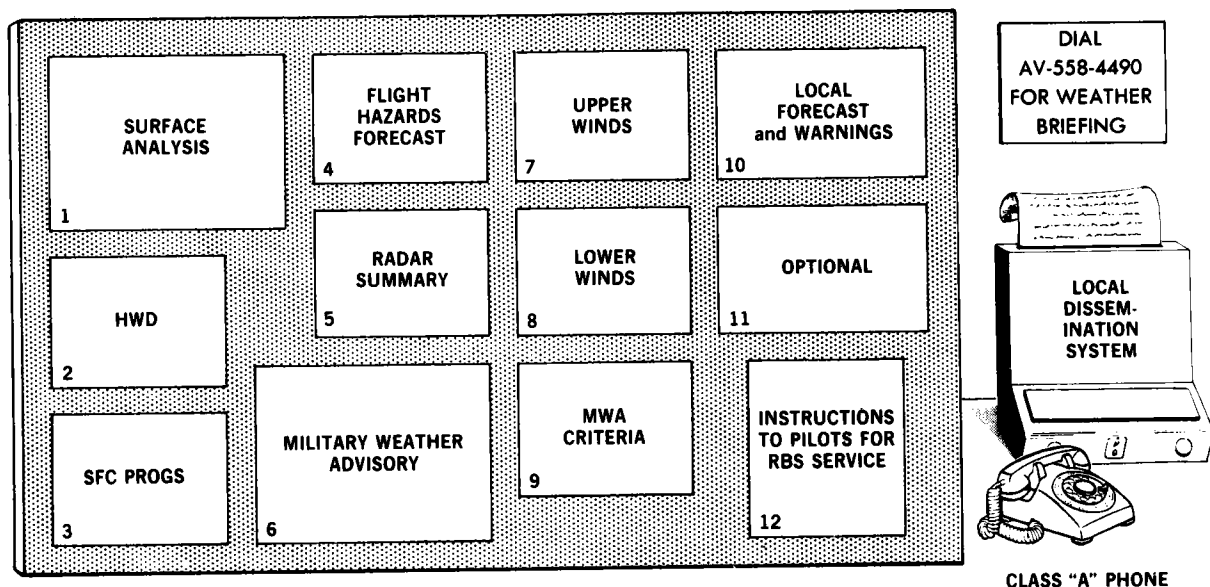 SURFACE
ANALYSIS
1
HWD
2
SFC PROGS
3
FLIGHT
HAZARDS
FORECAST
4
RADAR
SUMMARY
5
MILITARY WEATHER
ADVISORY
6
UPPER
WINDS
7
LOWER
WINDS
8
MWA
CRITERIA
9
LOCAL
FORECAST
and WARNINGS
10
OPTIONAL
11
INSTRUCTIONS
TO PILOTS FOR
RBS SERVICE
12
DIAL
AV-558-4490
FOR WEATHER
BRIEFING
LOCAL
DISSEM-
INATION
SYSTEM
CLASS "A" PHONE